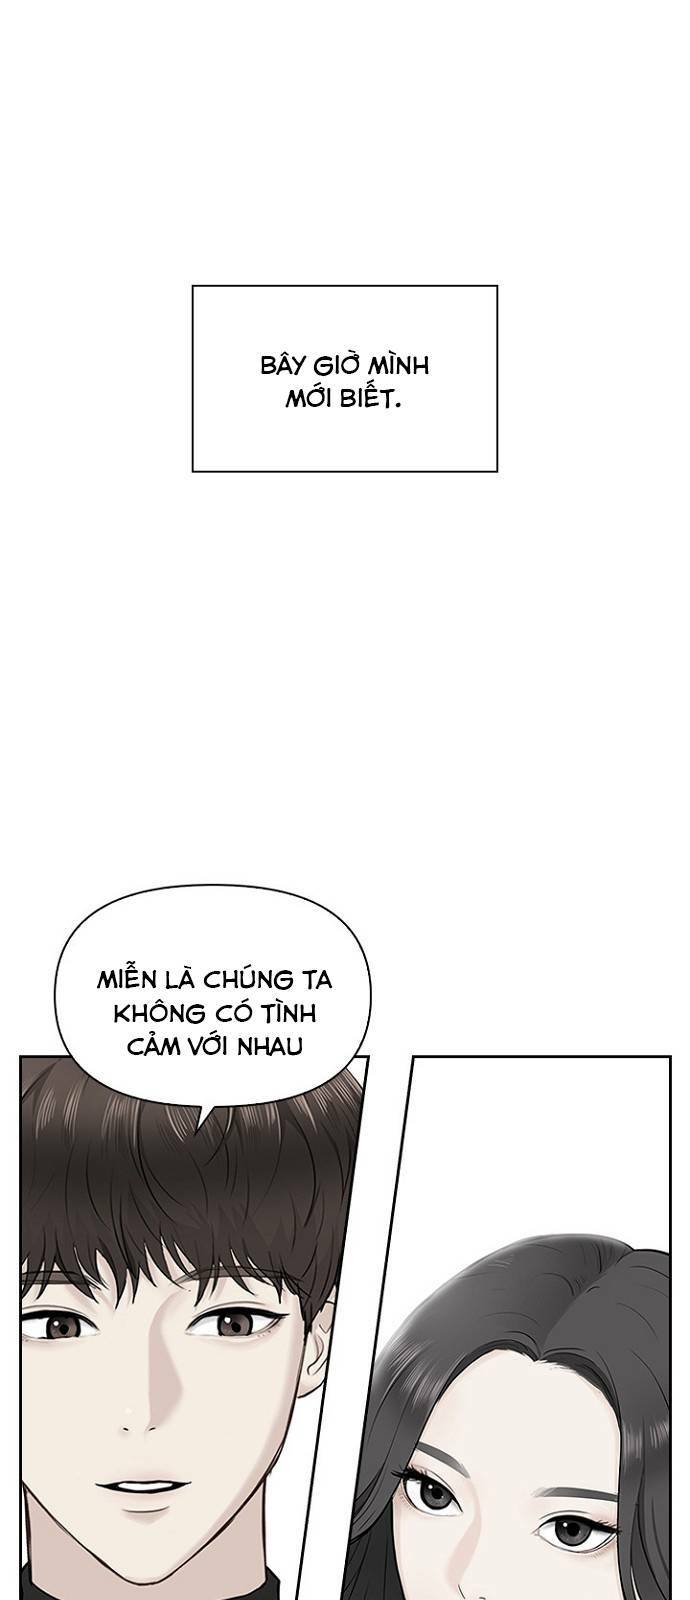 BÂY GIỜ MÌNH
MỚI BIẾT.
MIỄN LÀ CHÚNG TA
KHÔNG CÓ TÌNH
CẢM VỚI NHAU